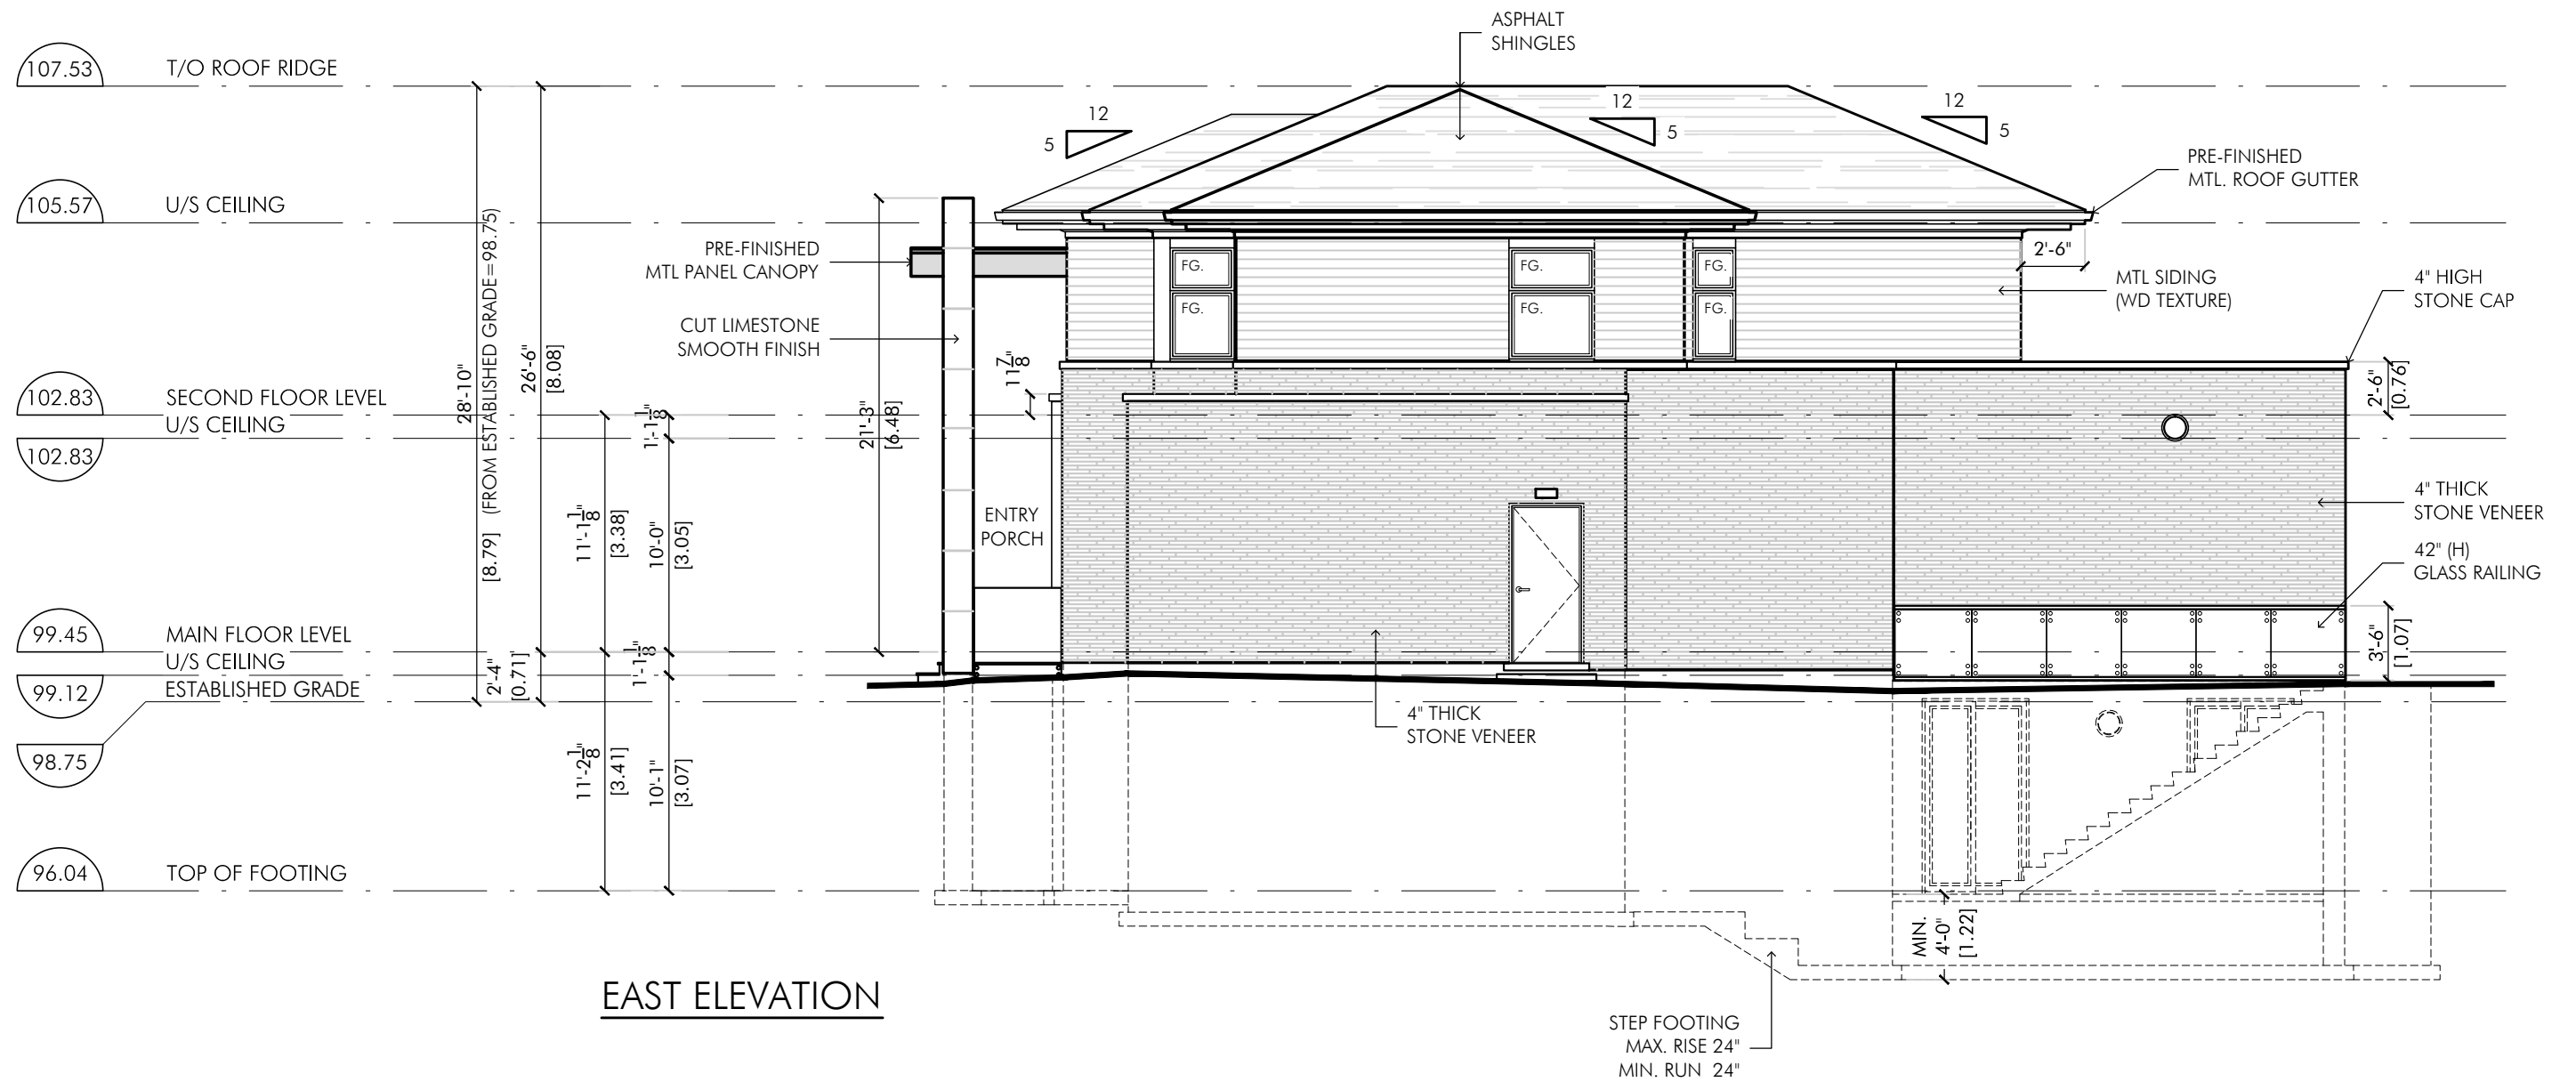 ASPHALT
SHINGLES
107.53
T/O ROOF RIDGE
12
5
12
5
12
5
PRE-FINISHED
MTL. ROOF GUTTER
105.57
U/S CEILING
PRE-FINISHED
MTL PANEL CANOPY
FG.
FG.
FG.
FG.
FG.
FG.
2'-6"
MTL SIDING
(WD TEXTURE)
4" HIGH
STONE CAP
CUT LIMESTONE
SMOOTH FINISH
28'-10"
[8.79] (FROM ESTABLISHED GRADE=98.75)
26'-6"
[8.08]
11 7/8"
2'-6"
[0.76]
102.83
SECOND FLOOR LEVEL
U/S CEILING
102.83
1'-1 1/8"
21'-3"
[6.48]
11'-1 1/8"
[3.38]
10'-0"
[3.05]
ENTRY
PORCH
4" THICK
STONE VENEER
42" (H)
GLASS RAILING
3'-6"
[1.07]
99.45
MAIN FLOOR LEVEL
U/S CEILING
99.12
ESTABLISHED GRADE
98.75
2'-4"
[0.71]
1'-1 1/8"
4" THICK
STONE VENEER
11'-2 1/8"
[3.41]
10'-1"
[3.07]
96.04
TOP OF FOOTING
MIN.
4'-0"
[1.22]
EAST ELEVATION
STEP FOOTING
MAX. RISE 24"
MIN. RUN 24"